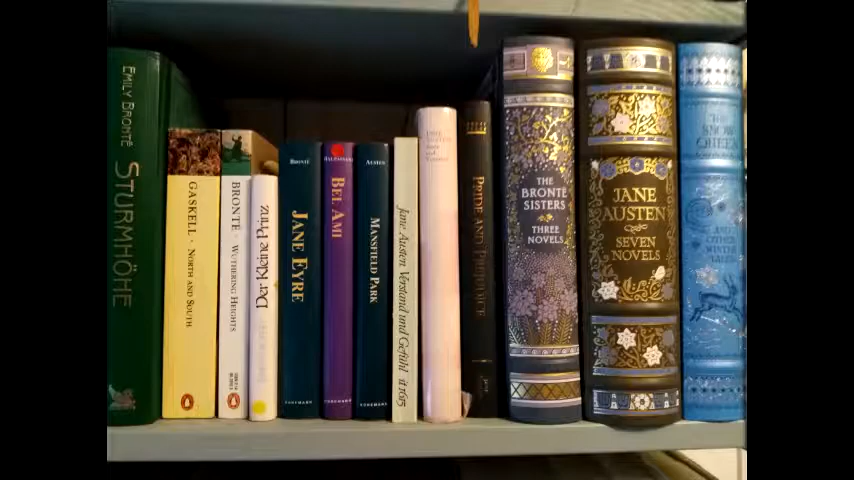 EMILY BRONTË
STURMHÖHE
GASKELL · NORTH AND SOUTH
BRONTË · WUTHERING HEIGHTS
Der Kleine Prinz
BRONTË
JANE EYRE
MAUPASSANT
BEL AMI
AUSTEN
MANSFIELD PARK
Jane Austen Verstand und Gefühl
PRIDE AND PREJUDICE
THE
BRONTË
SISTERS
THREE
NOVELS
JANE
AUSTEN
SEVEN
NOVELS
THE
SNOW
QUEEN
AND
OTHER
WINTER
TALES